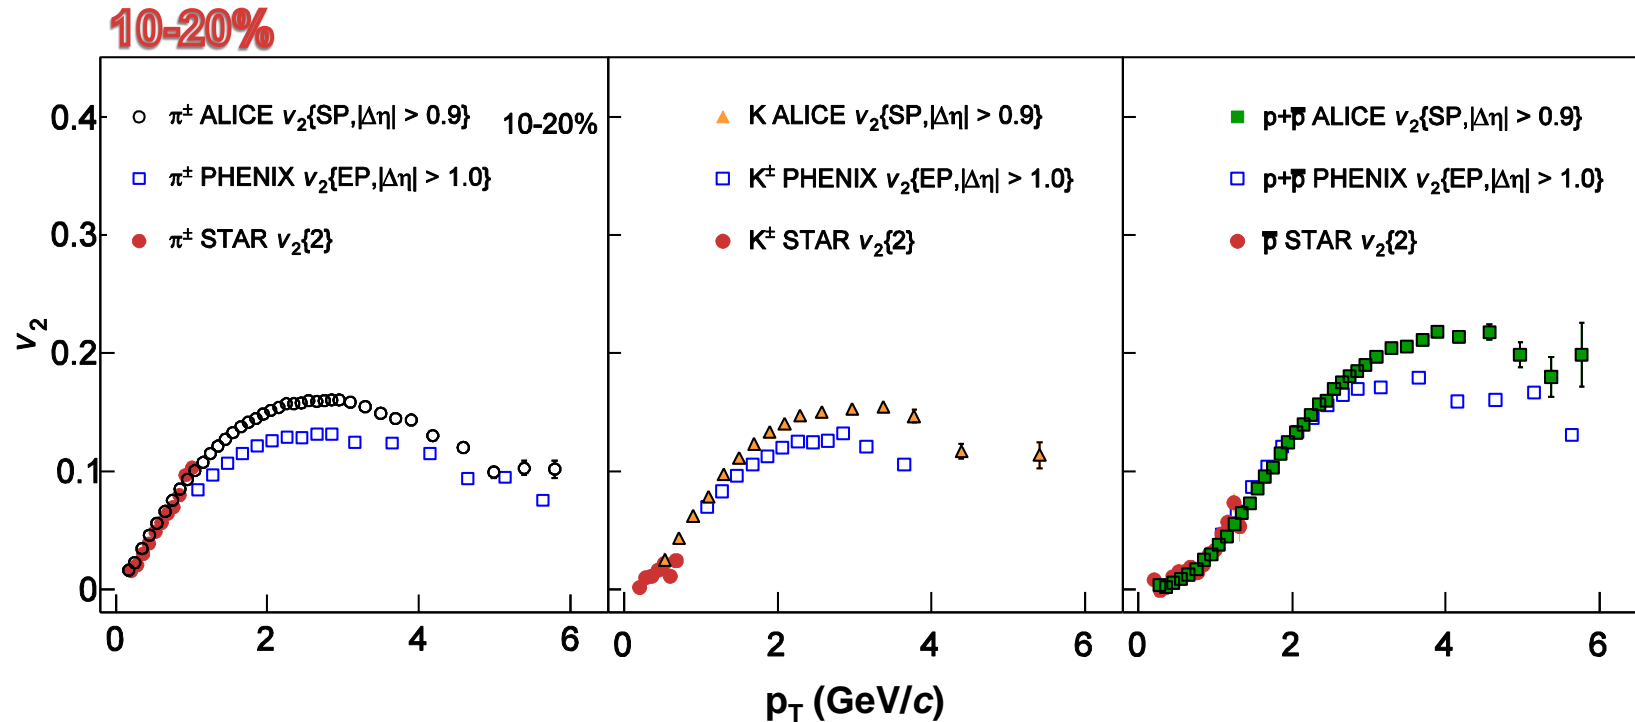 10-20%
π± ALICE v2{SP,|Δη| > 0.9}
10-20%
π± PHENIX v2{EP,|Δη| > 1.0}
π± STAR v2{2}
K ALICE v2{SP,|Δη| > 0.9}
K± PHENIX v2{EP,|Δη| > 1.0}
K± STAR v2{2}
p+p̅ ALICE v2{SP,|Δη| > 0.9}
p+p̅ PHENIX v2{EP,|Δη| > 1.0}
p̅ STAR v2{2}
v2
0.4
0.3
0.2
0.1
0
0 2 4 6
0 2 4 6
0 2 4 6
pT (GeV/c)